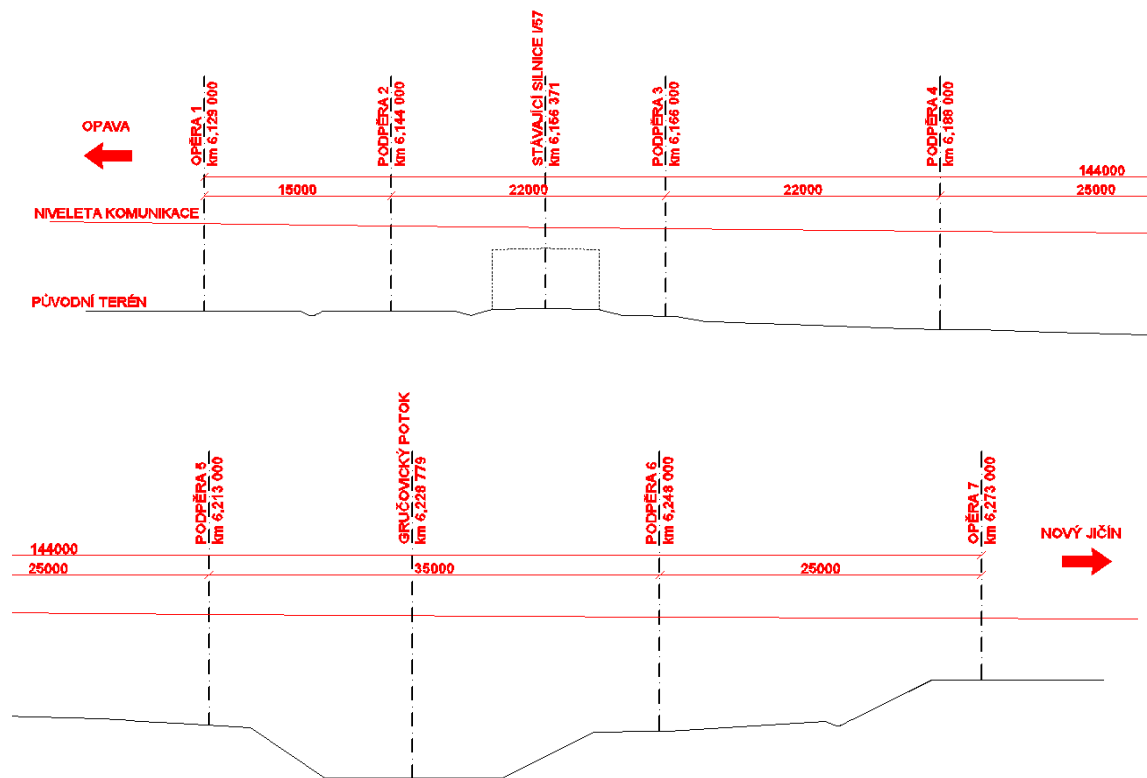 OPAVA
OPĚRA 1
km 6,129 000
PODPĚRA 2
km 6,144 000
STÁVAJÍCÍ SILNICE I/57
km 6,156 371
PODPĚRA 3
km 6,166 000
PODPĚRA 4
km 6,188 000
144000
15000
22000
22000
25000
NIVELETA KOMUNIKACE
PŮVODNÍ TERÉN
PODPĚRA 5
km 6,213 000
GRUČOVICKÝ POTOK
km 6,228 779
PODPĚRA 6
km 6,248 000
OPĚRA 7
km 6,273 000
NOVÝ JIČÍN
144000
25000
35000
25000